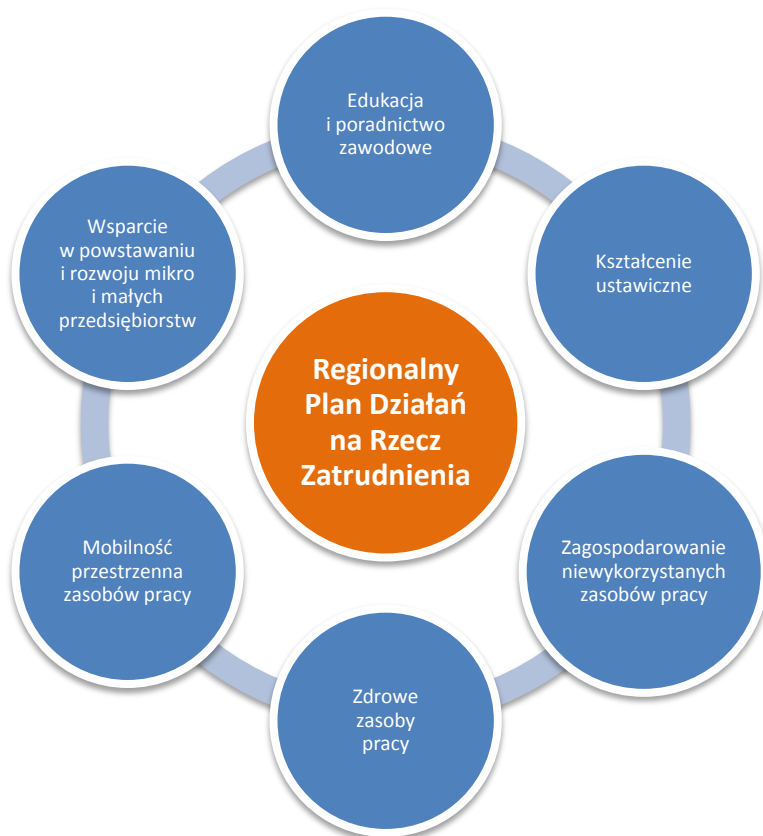 Edukacja
i poradnictwo
zawodowe
Kształcenie
ustawiczne
Zagospodarowanie
niewykorzystanych
zasobów pracy
Zdrowe
zasoby
pracy
Mobilność
przestrzenna
zasobów pracy
Wsparcie
w powstawaniu
i rozwoju mikro
i małych
przedsiębiorstw
Regionalny
Plan Działań
na Rzecz
Zatrudnienia